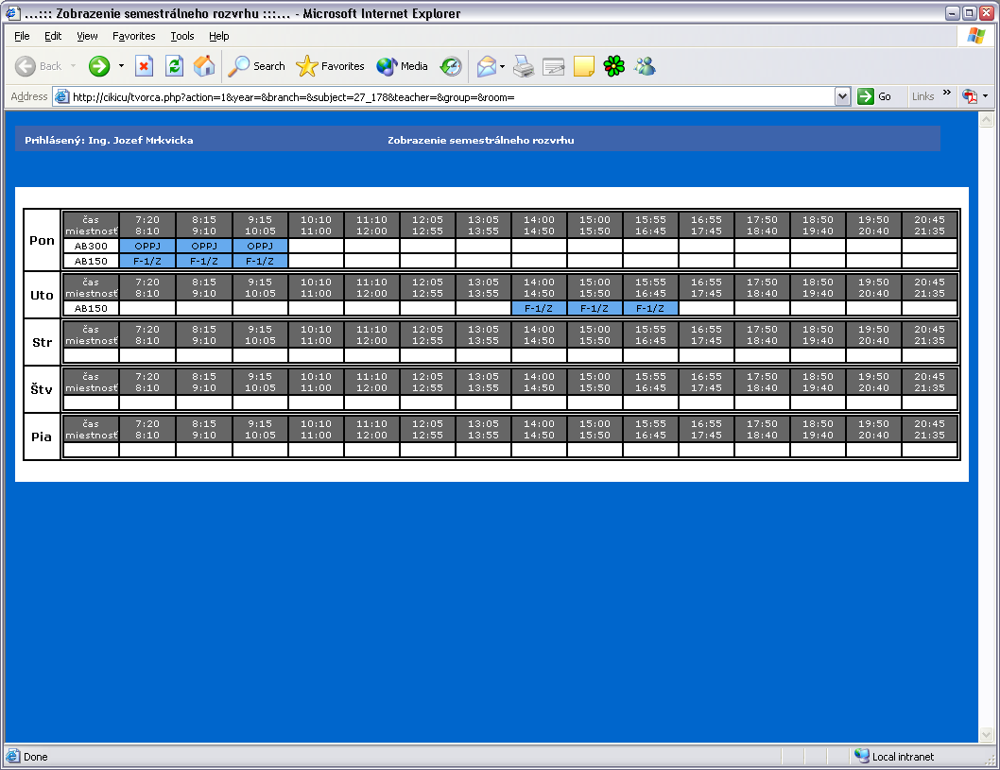 ...::: Zobrazenie semestrálneho rozvrhu :::... - Microsoft Internet Explorer
File Edit View Favorites Tools Help
Back Search Favorites Media
Address http://cikicu/tvorca.php?action=1&year=&branch=&subject=27_178&teacher=&group=&room= Go Links »
Prihlásený: Ing. Jozef Mrkvicka Zobrazenie semestrálneho rozvrhu
Pon
čas 7:20 8:15 9:15 10:10 11:10 12:05 13:05 14:00 15:00 15:55 16:55 17:50 18:50 19:50 20:45
miestnosť 8:10 9:10 10:05 11:00 12:00 12:55 13:55 14:50 15:50 16:45 17:45 18:40 19:40 20:40 21:35
AB300 OPPJ OPPJ OPPJ
AB150 F-1/Z F-1/Z F-1/Z
Uto
čas 7:20 8:15 9:15 10:10 11:10 12:05 13:05 14:00 15:00 15:55 16:55 17:50 18:50 19:50 20:45
miestnosť 8:10 9:10 10:05 11:00 12:00 12:55 13:55 14:50 15:50 16:45 17:45 18:40 19:40 20:40 21:35
AB150 F-1/Z F-1/Z F-1/Z
Str
čas 7:20 8:15 9:15 10:10 11:10 12:05 13:05 14:00 15:00 15:55 16:55 17:50 18:50 19:50 20:45
miestnosť 8:10 9:10 10:05 11:00 12:00 12:55 13:55 14:50 15:50 16:45 17:45 18:40 19:40 20:40 21:35
Štv
čas 7:20 8:15 9:15 10:10 11:10 12:05 13:05 14:00 15:00 15:55 16:55 17:50 18:50 19:50 20:45
miestnosť 8:10 9:10 10:05 11:00 12:00 12:55 13:55 14:50 15:50 16:45 17:45 18:40 19:40 20:40 21:35
Pia
čas 7:20 8:15 9:15 10:10 11:10 12:05 13:05 14:00 15:00 15:55 16:55 17:50 18:50 19:50 20:45
miestnosť 8:10 9:10 10:05 11:00 12:00 12:55 13:55 14:50 15:50 16:45 17:45 18:40 19:40 20:40 21:35
Done Local intranet